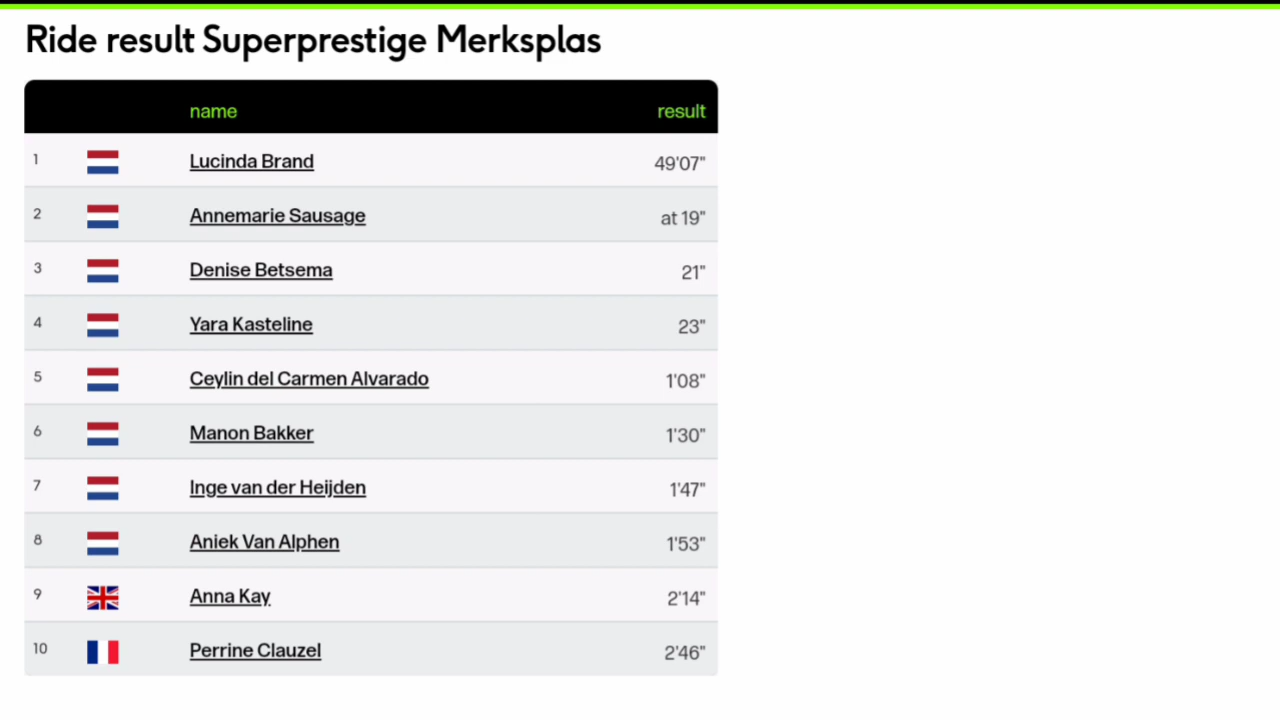 Ride result Superprestige Merksplas
name result
1 Lucinda Brand 49'07"
2 Annemarie Sausage at 19"
3 Denise Betsema 21"
4 Yara Kasteline 23"
5 Ceylin del Carmen Alvarado 1'08"
6 Manon Bakker 1'30"
7 Inge van der Heijden 1'47"
8 Aniek Van Alphen 1'53"
9 Anna Kay 2'14"
10 Perrine Clauzel 2'46"